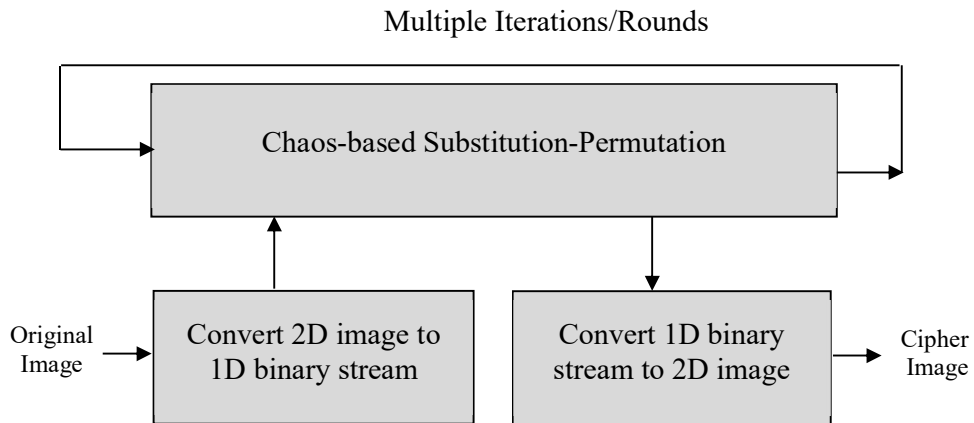 Multiple Iterations/Rounds
Chaos-based Substitution-Permutation
Original
Image
Convert 2D image to
1D binary stream
Convert 1D binary
stream to 2D image
Cipher
Image